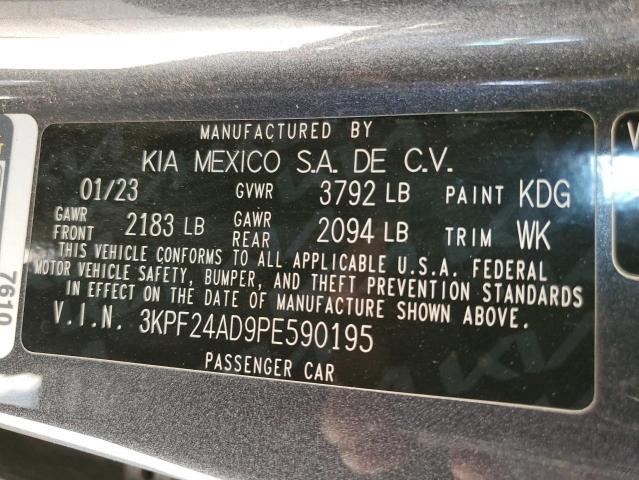 MANUFACTURED BY
KIA MEXICO S.A. DE C.V.
01/23 GVWR 3792 LB PAINT KDG
GAWR FRONT 2183 LB GAWR REAR 2094 LB TRIM WK
THIS VEHICLE CONFORMS TO ALL APPLICABLE U.S.A. FEDERAL
MOTOR VEHICLE SAFETY, BUMPER, AND THEFT PREVENTION STANDARDS
IN EFFECT ON THE DATE OF MANUFACTURE SHOWN ABOVE.
V.I.N. 3KPF24AD9PE590195
PASSENGER CAR
7610